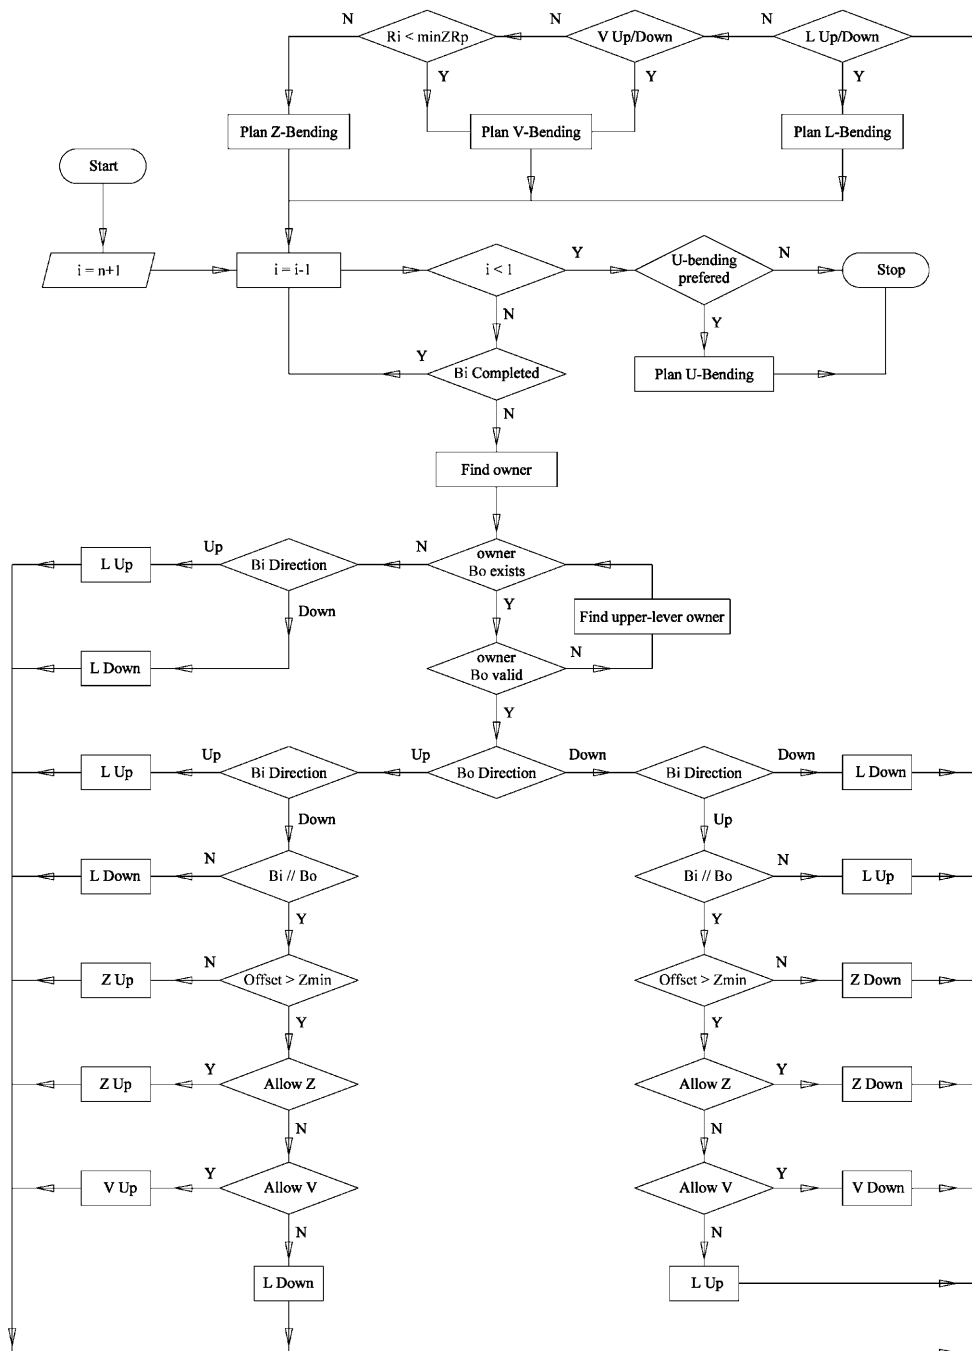 N
N
N
Ri < minZRp
V Up/Down
L Up/Down
Y
Y
Y
Plan Z-Bending
Plan V-Bending
Plan L-Bending
Start
i = n+1
i = i-1
i < 1
Y
U-bending
prefered
N
Stop
N
Y
Y
Bi Completed
Plan U-Bending
N
Find owner
L Up
Up
Bi Direction
N
owner
Bo exists
Down
Y
Find upper-lever owner
L Down
owner
Bo valid
N
Y
L Up
Up
Bi Direction
Up
Bo Direction
Down
Bi Direction
Down
L Down
Down
Up
L Down
N
Bi // Bo
Bi // Bo
N
L Up
Y
Y
Z Up
N
Offset > Zmin
Offset > Zmin
N
Z Down
Y
Y
Z Up
Y
Allow Z
Allow Z
Y
Z Down
N
N
V Up
Y
Allow V
Allow V
Y
V Down
N
N
L Down
L Up